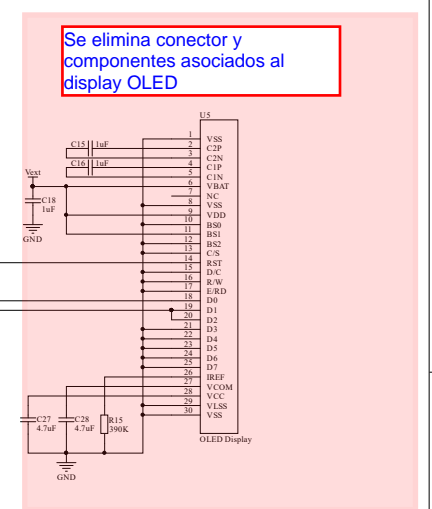 Se elimina conector y
componentes asociados al
display OLED
U5
1 VSS
C15 1uF 2 C2P
3 C2N
C16 1uF 4 C1P
5 C1N
Vext 6 VBAT
7 NC
C18 8 VSS
1uF 9 VDD
10 BS0
11 BS1
GND 12 BS2
13 C/S
14 RST
15 D/C
16 R/W
17 E/RD
18 D0
19 D1
20 D2
21 D3
22 D4
23 D5
24 D6
25 D7
26 IREF
27 VCOM
28 VCC
C27 C28 R15 29 VLSS
4.7uF 4.7uF 390K 30 VSS
OLED Display
GND